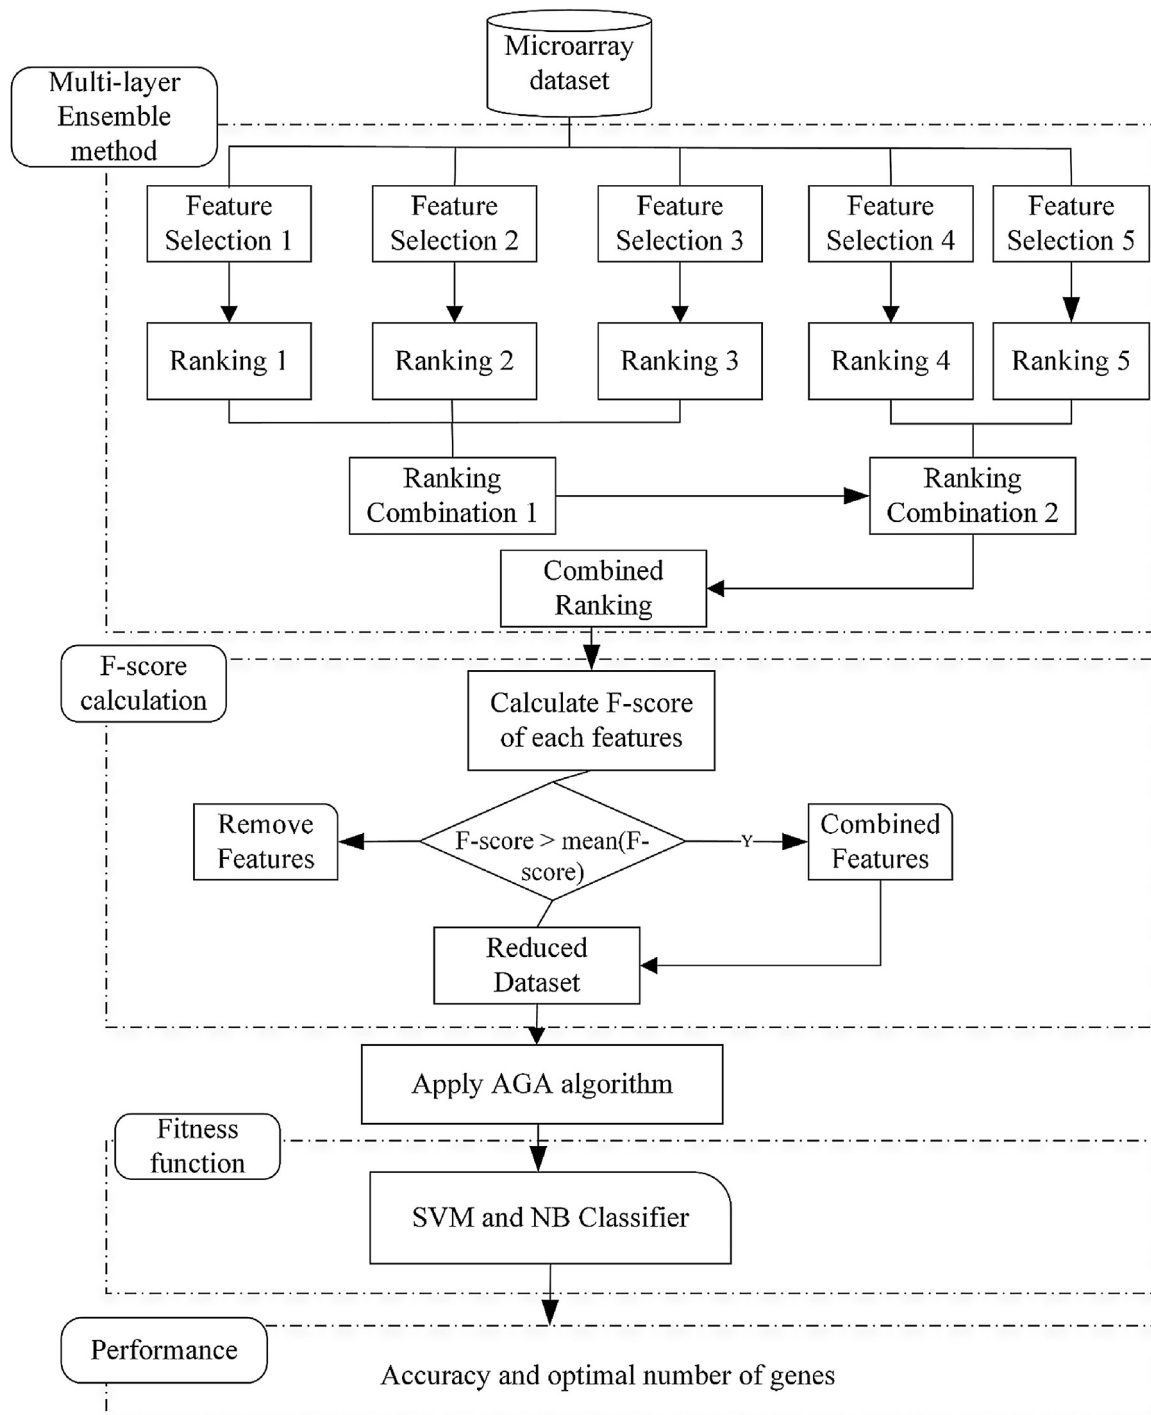 Microarray
dataset
Multi-layer
Ensemble
method
Feature
Selection 1
Feature
Selection 2
Feature
Selection 3
Feature
Selection 4
Feature
Selection 5
Ranking 1
Ranking 2
Ranking 3
Ranking 4
Ranking 5
Ranking
Combination 1
Ranking
Combination 2
Combined
Ranking
F-score
calculation
Calculate F-score
of each features
Remove
Features
F-score > mean(F-
score)
Y
Combined
Features
Reduced
Dataset
Apply AGA algorithm
Fitness
function
SVM and NB Classifier
Performance
Accuracy and optimal number of genes